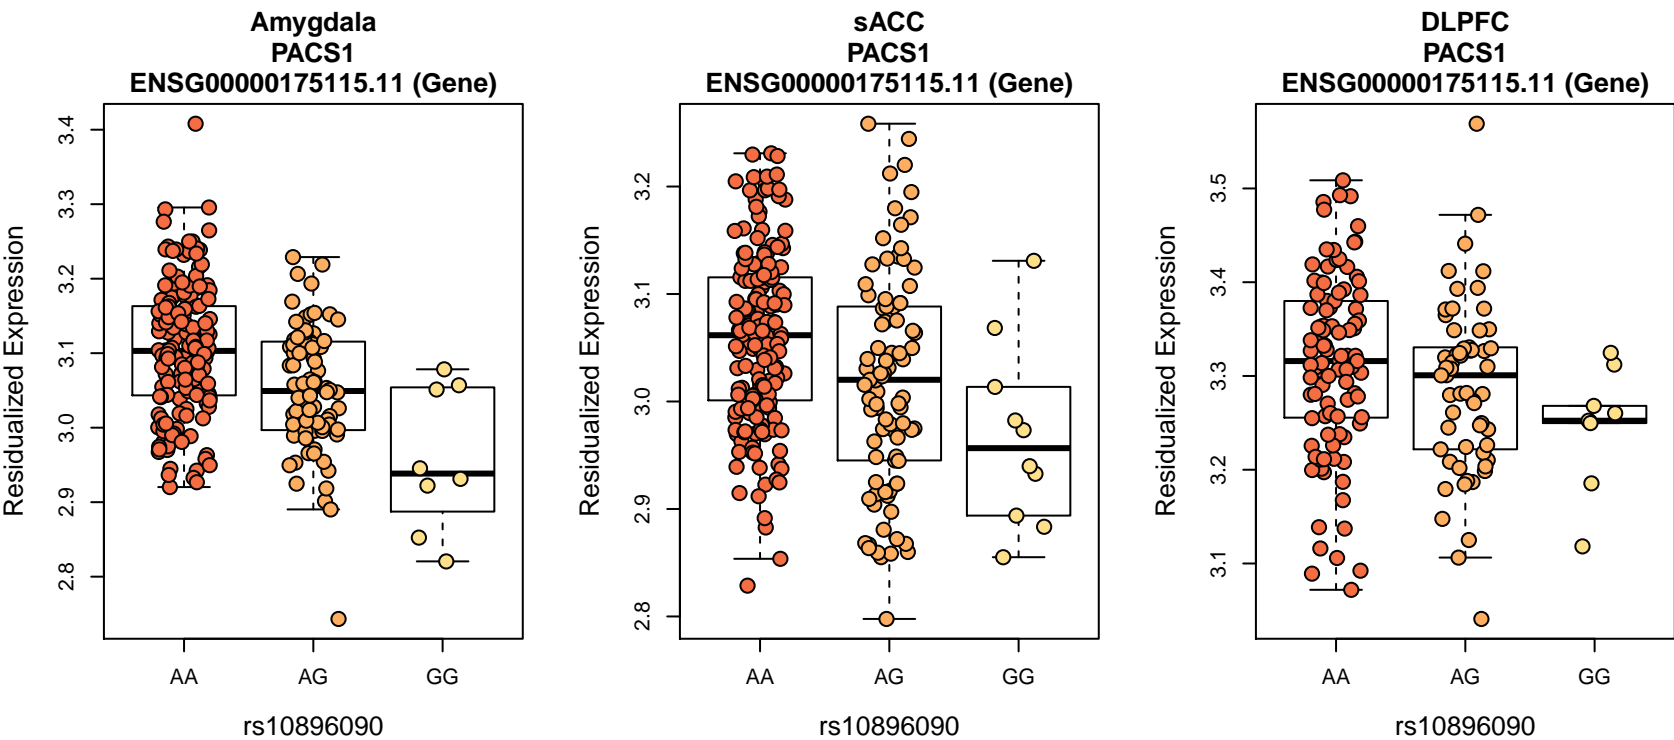 Amygdala
PACS1
ENSG00000175115.11 (Gene)
Residualized Expression
3.4
3.3
3.2
3.1
3.0
2.9
2.8
AA AG GG
rs10896090
sACC
PACS1
ENSG00000175115.11 (Gene)
Residualized Expression
3.2
3.1
3.0
2.9
2.8
AA AG GG
rs10896090
DLPFC
PACS1
ENSG00000175115.11 (Gene)
Residualized Expression
3.5
3.4
3.3
3.2
3.1
AA AG GG
rs10896090